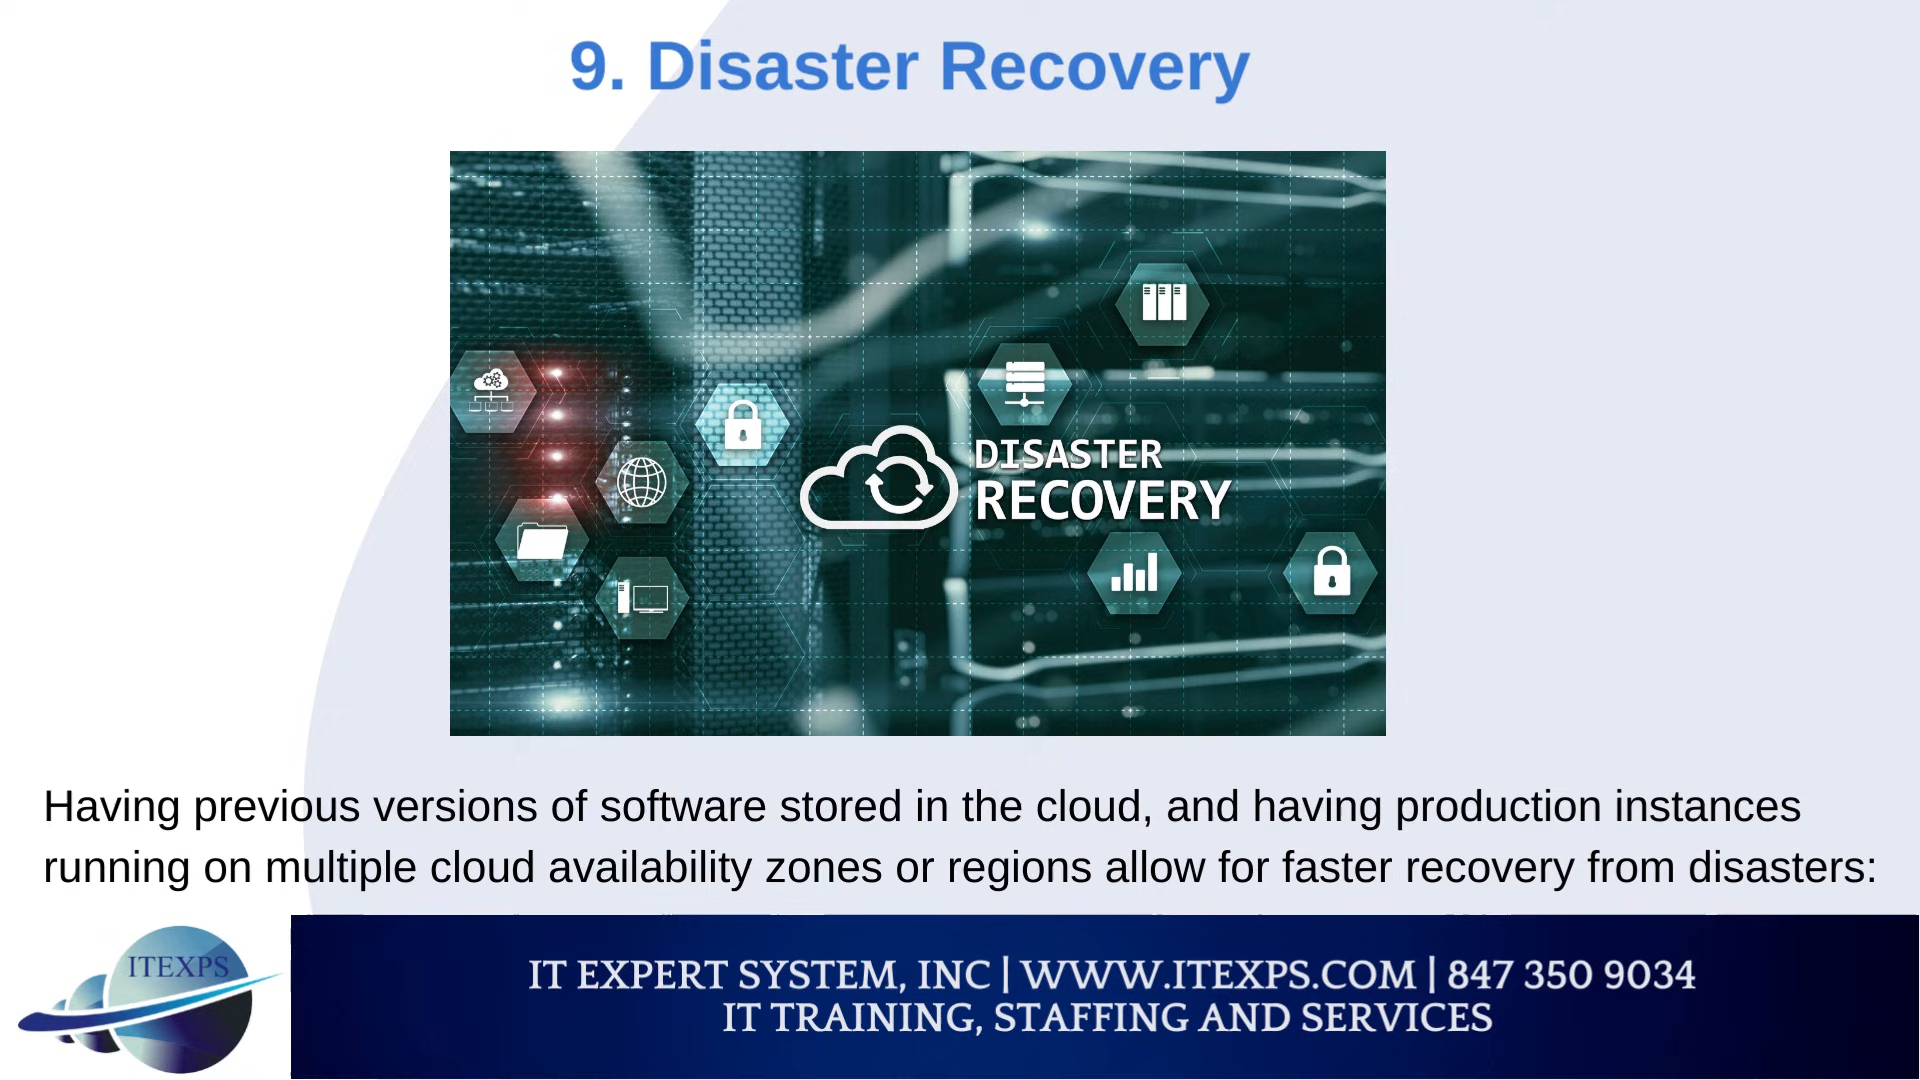 9. Disaster Recovery
DISASTER
RECOVERY
Having previous versions of software stored in the cloud, and having production instances
running on multiple cloud availability zones or regions allow for faster recovery from disasters:
ITEXPS
IT EXPERT SYSTEM, INC | WWW.ITEXPS.COM | 847 350 9034
IT TRAINING, STAFFING AND SERVICES